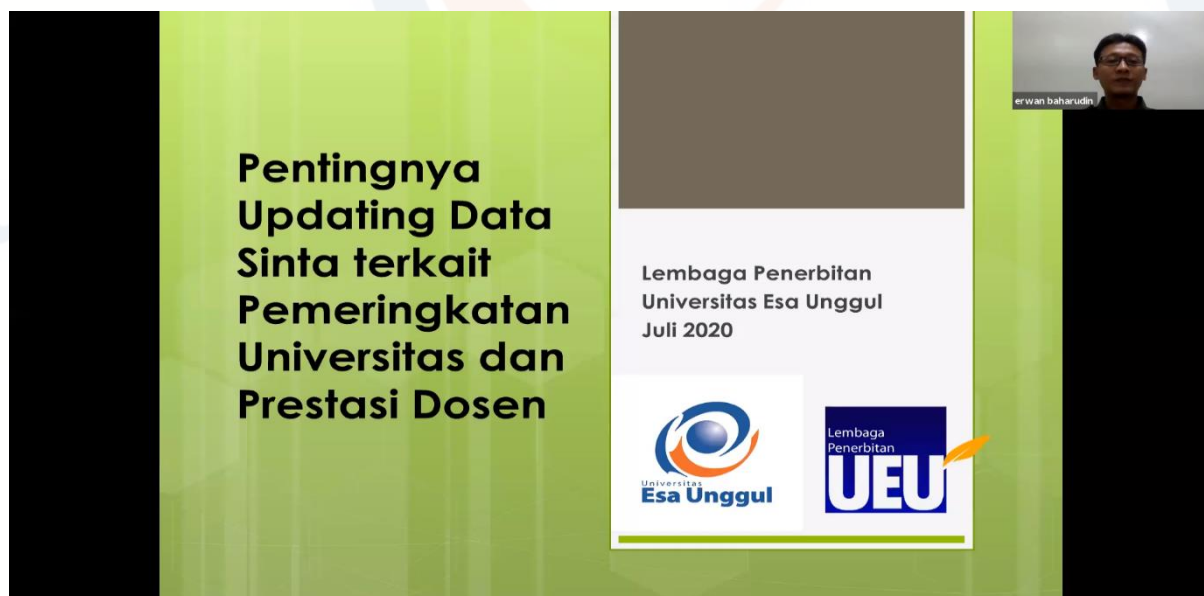 Pentingnya
Updating Data
Sinta terkait
Pemeringkatan
Universitas dan
Prestasi Dosen
Lembaga Penerbitan
Universitas Esa Unggul
Juli 2020
Universitas
Esa Unggul
Lembaga
Penerbitan
UEU
erwan baharudin